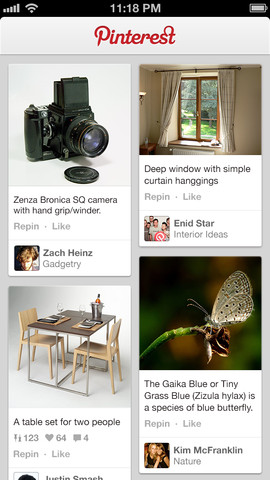 11:18 PM
Pinterest
Zenza Bronica SQ camera
with hand grip/winder.
Repin · Like
Zach Heinz
Gadgetry
Deep window with simple
curtain hanggings
Repin · Like
Enid Star
Interior Ideas
A table set for two people
123 64 4
Repin · Like
Justin Smash
The Gaika Blue or Tiny
Grass Blue (Zizula hylax) is
a species of blue butterfly.
Repin · Like
Kim McFranklin
Nature